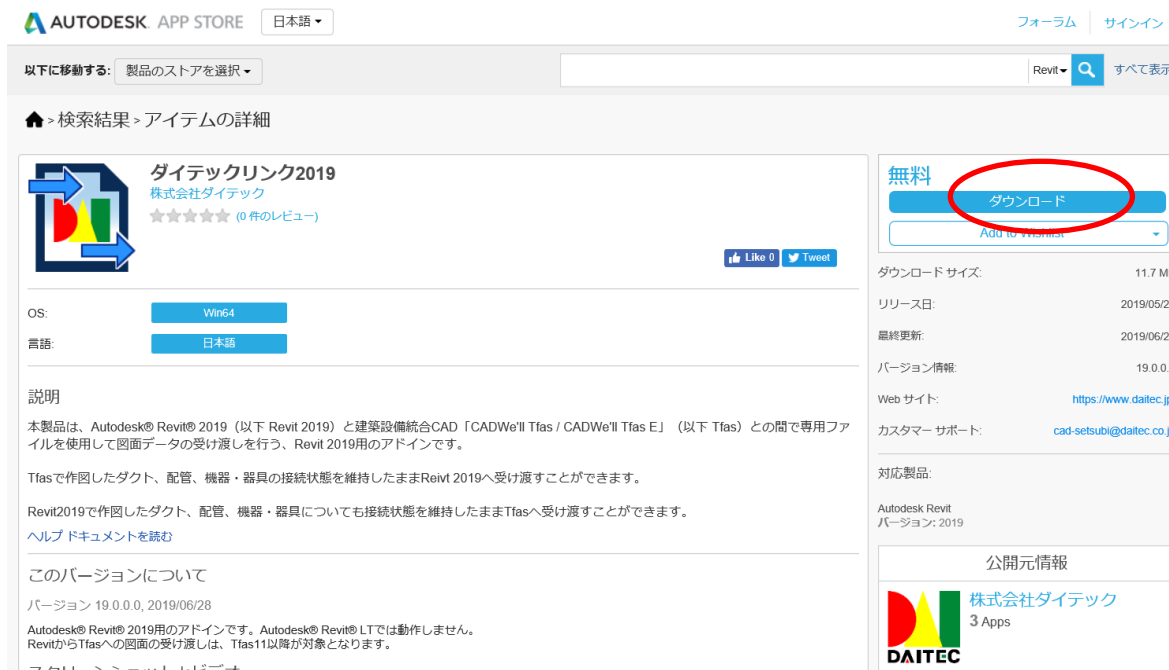 AUTODESK. APP STORE 日本語
フォーラム サインイン
以下に移動する: 製品のストアを選択 Revit すべて表示
> 検索結果 > アイテムの詳細
ダイテックリンク2019
株式会社ダイテック
(0 件のレビュー)
Like 0 Tweet
OS: Win64
言語: 日本語
説明
本製品は、Autodesk® Revit® 2019（以下 Revit 2019）と建築設備統合CAD「CADWe'll Tfas / CADWe'll Tfas E」（以下 Tfas）との間で専用ファ
イルを使用して図面データの受け渡しを行う、Revit 2019用のアドインです。
Tfasで作図したダクト、配管、機器・器具の接続状態を維持したままReivt 2019へ受け渡すことができます。
Revit2019で作図したダクト、配管、機器・器具についても接続状態を維持したままTfasへ受け渡すことができます。
ヘルプ ドキュメントを読む
このバージョンについて
バージョン 19.0.0.0, 2019/06/28
Autodesk® Revit® 2019用のアドインです。Autodesk® Revit® LTでは動作しません。
RevitからTfasへの図面の受け渡しは、Tfas11以降が対象となります。
無料
ダウンロード
Add to Wishlist
ダウンロード サイズ: 11.7
リリース日: 2019/05/2
最終更新: 2019/06/2
バージョン情報: 19.0.0.
Web サイト: https://www.daitec.jp
カスタマー サポート: cad-setsubi@daitec.co.j
対応製品:
Autodesk Revit
バージョン: 2019
公開元情報
株式会社ダイテック
3 Apps
DAITEC